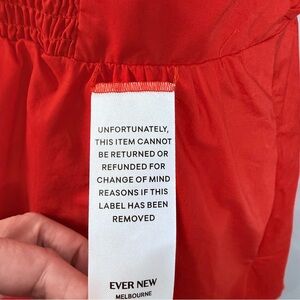 UNFORTUNATELY,
THIS ITEM CANNOT
BE RETURNED OR
REFUNDED FOR
CHANGE OF MIND
REASONS IF THIS
LABEL HAS BEEN
REMOVED
EVER NEW
MELBOURNE